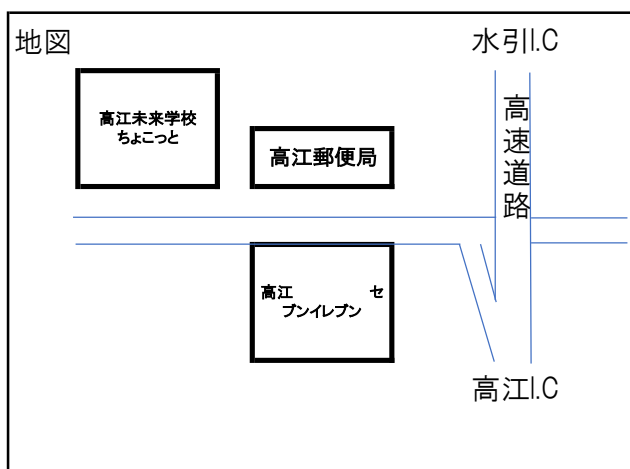 地図
水引I.C
高江未来学校
ちょこっと
高江郵便局
高速道路
高江 セ
ブンイレブン
高江I.C